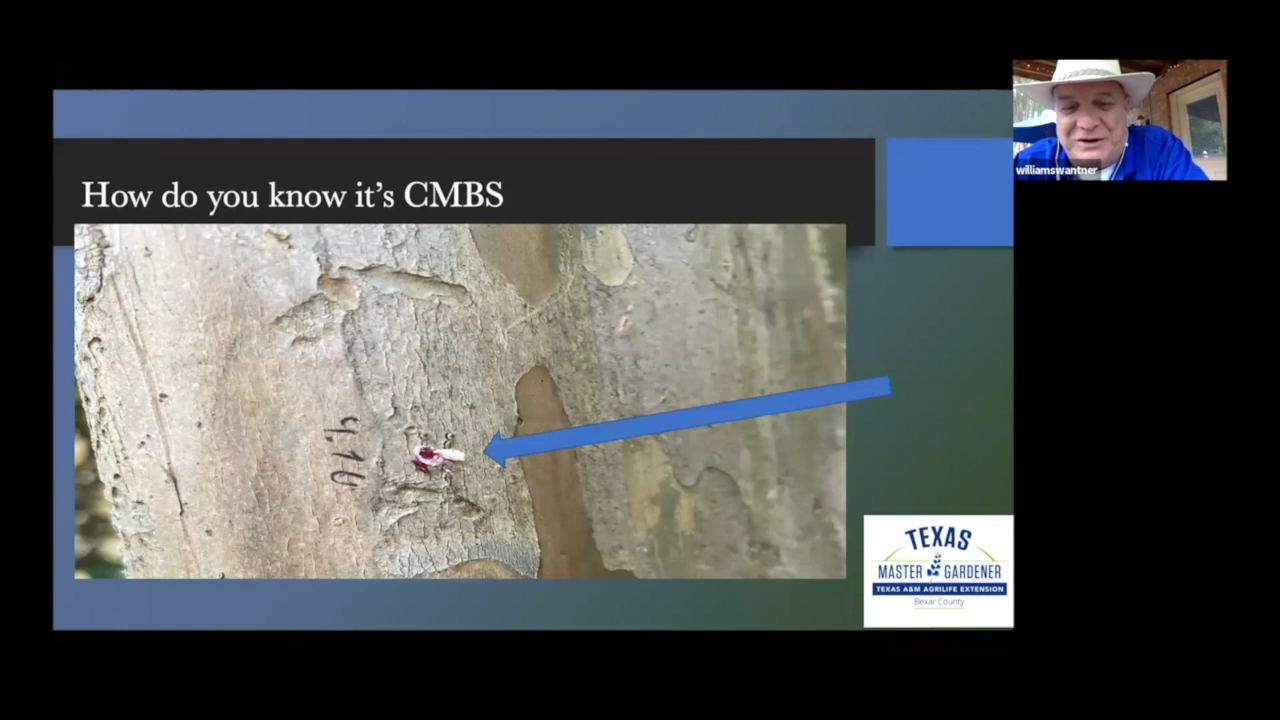 How do you know it's CMBS
williamswantner
TEXAS
MASTER GARDENER
TEXAS A&M AGRILIFE EXTENSION
Bexar County